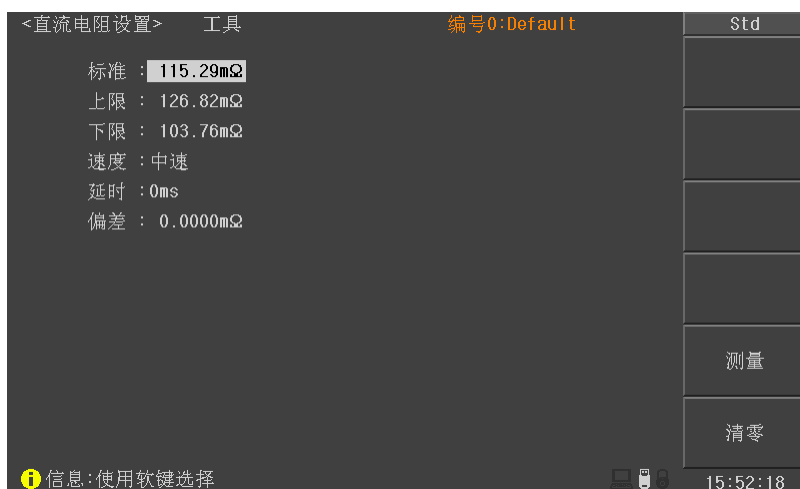 <直流电阻设置> 工具 编号0:Default Std
标准 : 115.29mΩ
上限 : 126.82mΩ
下限 : 103.76mΩ
速度 :中速
延时 :0ms
偏差 : 0.0000mΩ
测量
清零
信息:使用软键选择 15:52:18